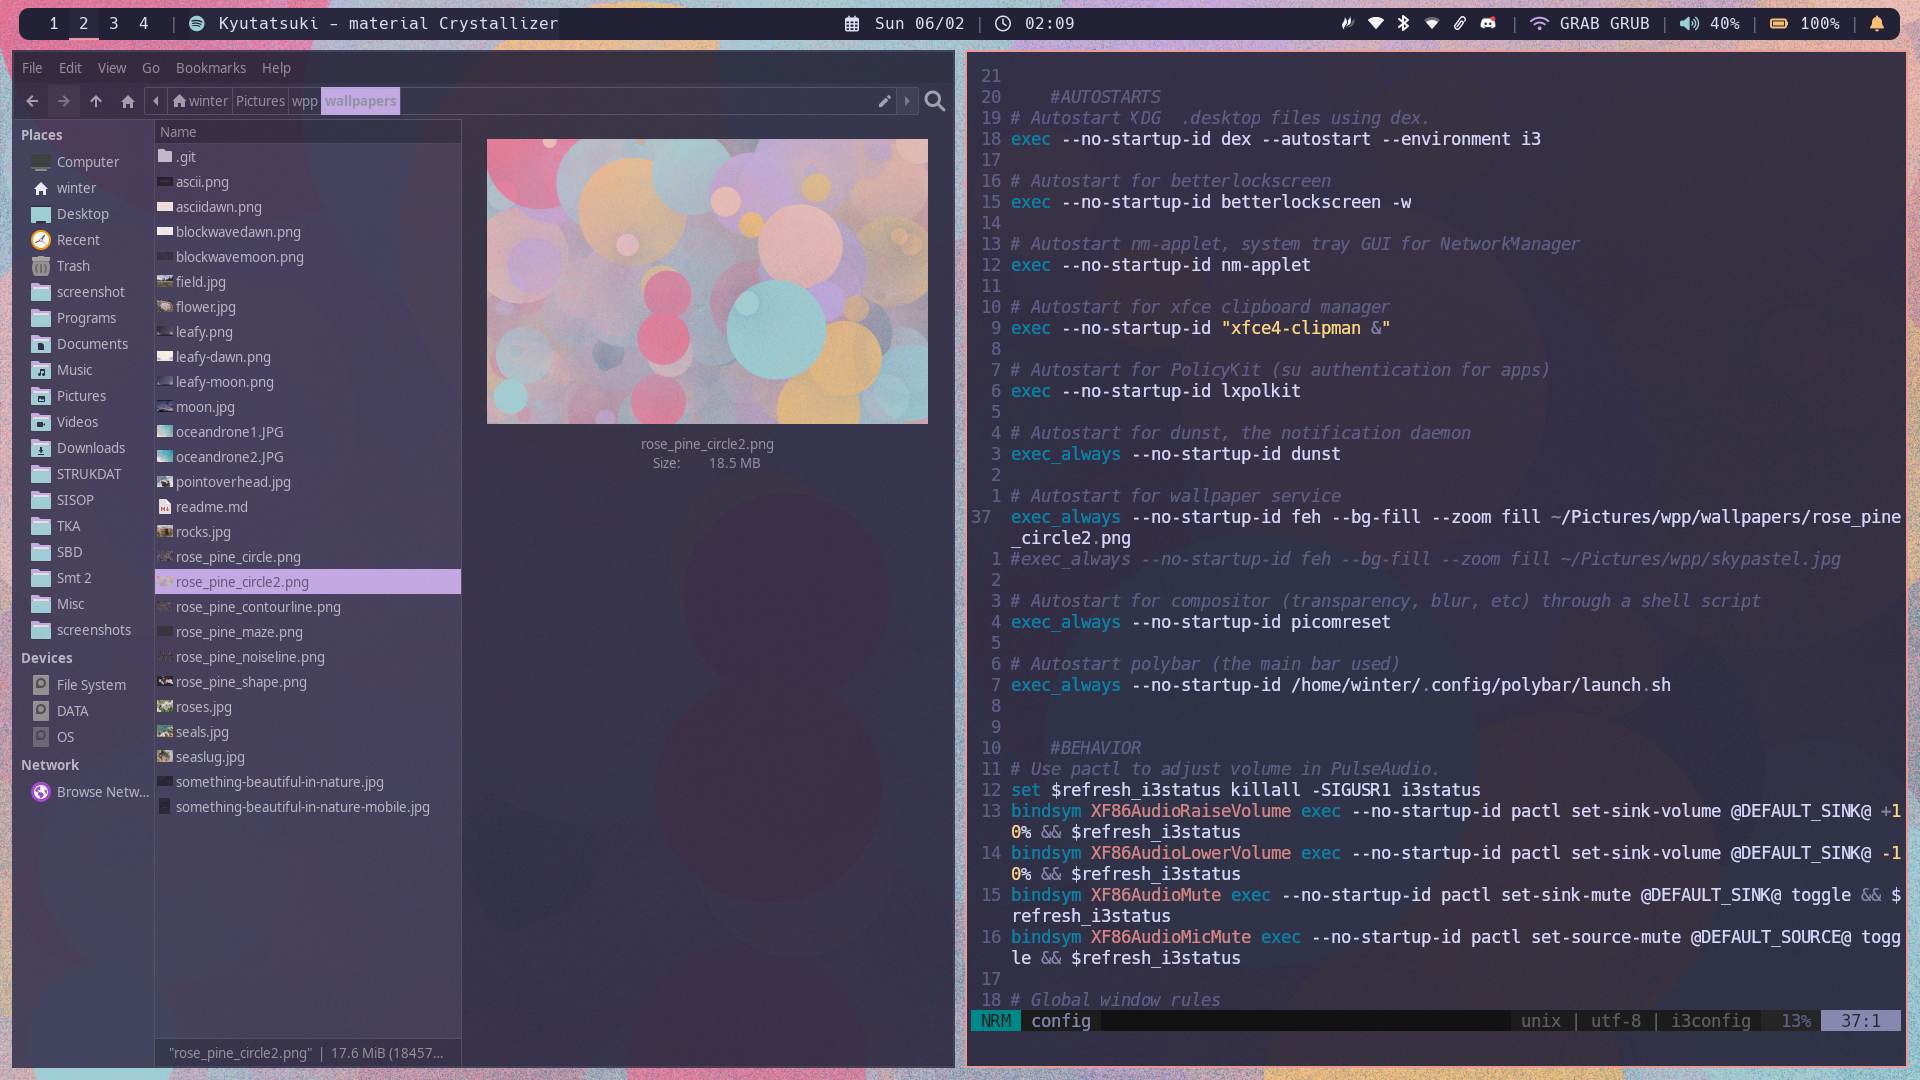 1 2 3 4 | Kyutatsuki - material Crystallizer
Sun 06/02 | 02:09
| GRAB GRUB | 40% | 100% |
File Edit View Go Bookmarks Help
winter Pictures wpp wallpapers
Places
Computer
winter
Desktop
Recent
Trash
screenshot
Programs
Documents
Music
Pictures
Videos
Downloads
STRUKDAT
SISOP
TKA
SBD
Smt 2
Misc
screenshots
Devices
File System
DATA
OS
Network
Browse Netw...
Name
.git
ascii.png
asciidawn.png
blockwavedawn.png
blockwavemoon.png
field.jpg
flower.jpg
leafy.png
leafy-dawn.png
leafy-moon.png
moon.jpg
oceandrone1.JPG
oceandrone2.JPG
pointoverhead.jpg
readme.md
rocks.jpg
rose_pine_circle.png
rose_pine_circle2.png
rose_pine_contourline.png
rose_pine_maze.png
rose_pine_noiseline.png
rose_pine_shape.png
roses.jpg
seals.jpg
seaslug.jpg
something-beautiful-in-nature.jpg
something-beautiful-in-nature-mobile.jpg
"rose_pine_circle2.png" | 17.6 MiB (18457...
rose_pine_circle2.png
Size: 18.5 MB
21
20 #AUTOSTARTS
19 # Autostart XDG .desktop files using dex.
18 exec --no-startup-id dex --autostart --environment i3
17
16 # Autostart for betterlockscreen
15 exec --no-startup-id betterlockscreen -w
14
13 # Autostart nm-applet, system tray GUI for NetworkManager
12 exec --no-startup-id nm-applet
11
10 # Autostart for xfce clipboard manager
9 exec --no-startup-id "xfce4-clipman &"
8
7 # Autostart for PolicyKit (su authentication for apps)
6 exec --no-startup-id lxpolkit
5
4 # Autostart for dunst, the notification daemon
3 exec_always --no-startup-id dunst
2
1 # Autostart for wallpaper service
37 exec_always --no-startup-id feh --bg-fill --zoom fill ~/Pictures/wpp/wallpapers/rose_pine
_circle2.png
1 #exec_always --no-startup-id feh --bg-fill --zoom fill ~/Pictures/wpp/skypastel.jpg
2
3 # Autostart for compositor (transparency, blur, etc) through a shell script
4 exec_always --no-startup-id picomreset
5
6 # Autostart polybar (the main bar used)
7 exec_always --no-startup-id /home/winter/.config/polybar/launch.sh
8
9
10 #BEHAVIOR
11 # Use pactl to adjust volume in PulseAudio.
12 set $refresh_i3status killall -SIGUSR1 i3status
13 bindsym XF86AudioRaiseVolume exec --no-startup-id pactl set-sink-volume @DEFAULT_SINK@ +1
0% && $refresh_i3status
14 bindsym XF86AudioLowerVolume exec --no-startup-id pactl set-sink-volume @DEFAULT_SINK@ -1
0% && $refresh_i3status
15 bindsym XF86AudioMute exec --no-startup-id pactl set-sink-mute @DEFAULT_SINK@ toggle && $
refresh_i3status
16 bindsym XF86AudioMicMute exec --no-startup-id pactl set-source-mute @DEFAULT_SOURCE@ togg
le && $refresh_i3status
17
18 # Global window rules
NRM config unix | utf-8 | i3config 13% 37:1